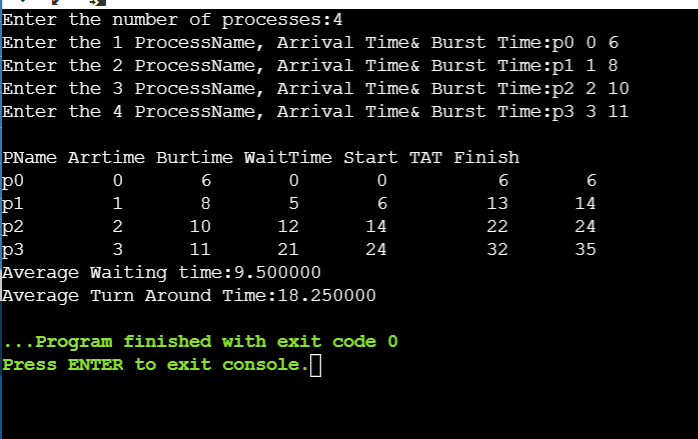 Enter the number of processes:4
Enter the 1 ProcessName, Arrival Time& Burst Time:p0 0 6
Enter the 2 ProcessName, Arrival Time& Burst Time:p1 1 8
Enter the 3 ProcessName, Arrival Time& Burst Time:p2 2 10
Enter the 4 ProcessName, Arrival Time& Burst Time:p3 3 11
PName Arrtime Burtime WaitTime Start TAT Finish
p0 0 6 0 0 6 6
p1 1 8 5 6 13 14
p2 2 10 12 14 22 24
p3 3 11 21 24 32 35
Average Waiting time:9.500000
Average Turn Around Time:18.250000
...Program finished with exit code 0
Press ENTER to exit console.